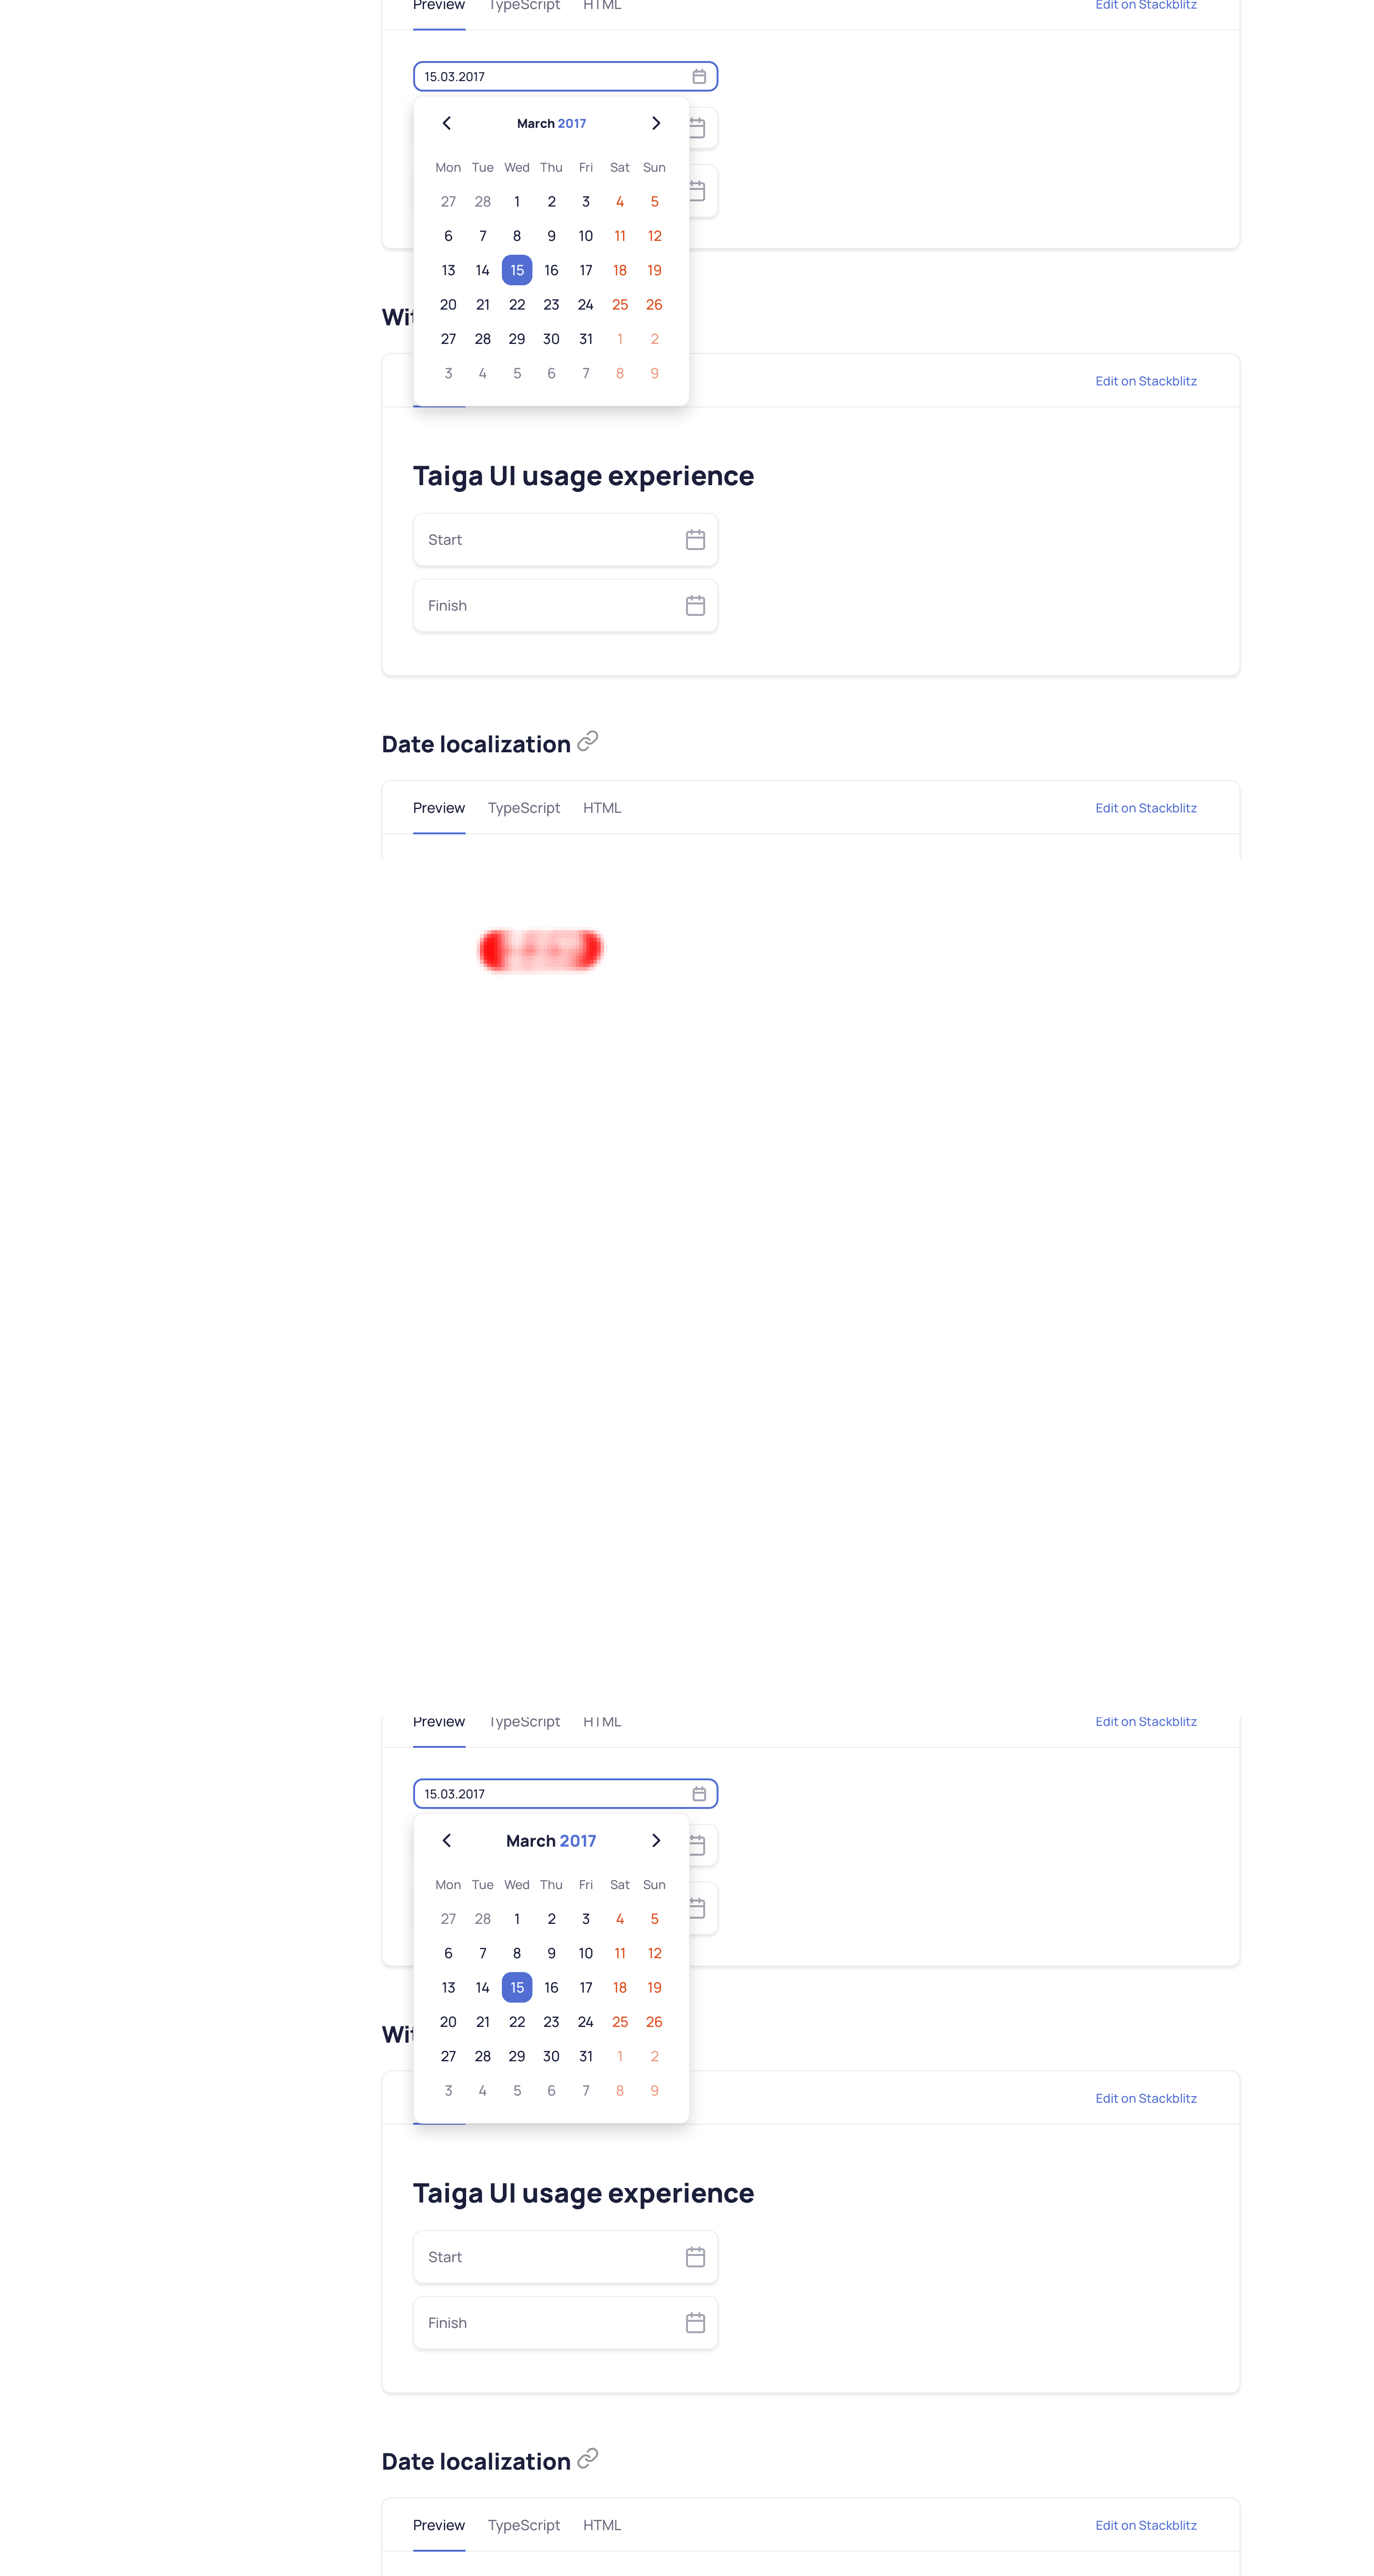 Preview TypeScript HTML Edit on Stackblitz
15.03.2017
March 2017
Mon Tue Wed Thu Fri Sat Sun
27 28 1 2 3 4 5
6 7 8 9 10 11 12
13 14 15 16 17 18 19
20 21 22 23 24 25 26
27 28 29 30 31 1 2
3 4 5 6 7 8 9
Wit
Edit on Stackblitz
Taiga UI usage experience
Start
Finish
Date localization
Preview TypeScript HTML Edit on Stackblitz
Preview TypeScript HTML Edit on Stackblitz
15.03.2017
March 2017
Mon Tue Wed Thu Fri Sat Sun
27 28 1 2 3 4 5
6 7 8 9 10 11 12
13 14 15 16 17 18 19
20 21 22 23 24 25 26
27 28 29 30 31 1 2
3 4 5 6 7 8 9
Wit
Edit on Stackblitz
Taiga UI usage experience
Start
Finish
Date localization
Preview TypeScript HTML Edit on Stackblitz